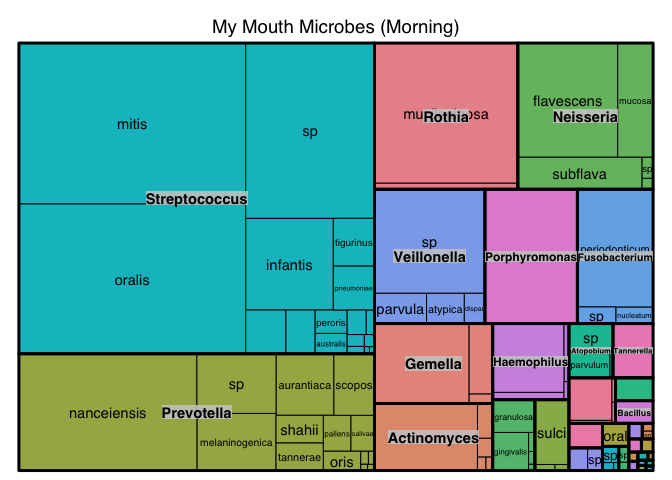 My Mouth Microbes (Morning)
mitis
sp
Streptococcus
oralis
infantis
tigurinus
pneumoniae
peroris
australis
Rothia
flavescens
mucosa
Neisseria
subflava
sp
sp
Veillonella
parvula
atypica
dispar
Porphyromonas
periodonticum
Fusobacterium
sp
nucleatum
nanceiensis
Prevotella
sp
melaninogenica
aurantiaca
scopos
shahii
pallens
salivae
tannerae
oris
Gemella
Actinomyces
Haemophilus
sp
Atopobium
parvulum
Tannerella
Bacillus
granulosa
gingivalis
sulci
oral
sp
sp
sp